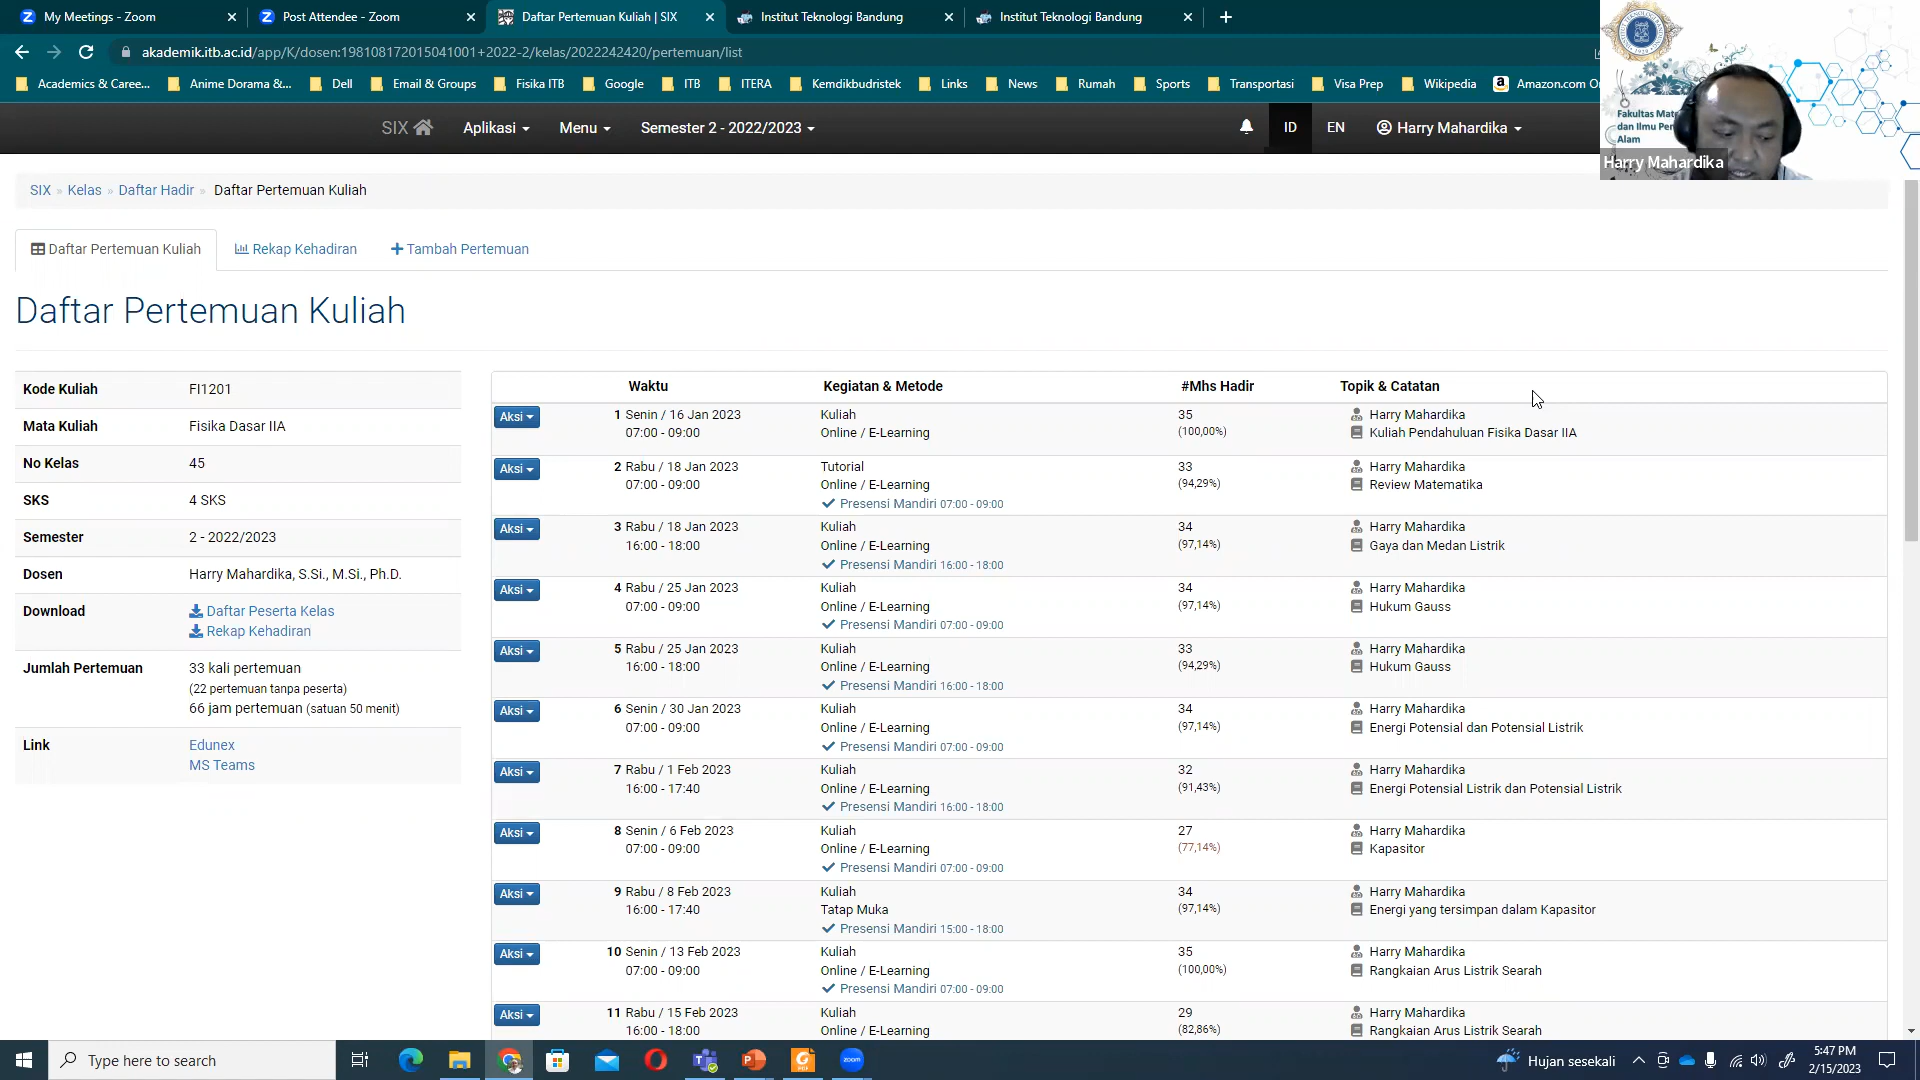 My Meetings - Zoom
Post Attendee - Zoom
Daftar Pertemuan Kuliah | SIX
Institut Teknologi Bandung
Institut Teknologi Bandung
akademik.itb.ac.id/app/K/dosen:198108172015041001+2022-2/kelas/2022242420/pertemuan/list
Academics & Caree...
Anime Dorama &...
Dell
Email & Groups
Fisika ITB
Google
ITB
ITERA
Kemdikbudristek
Links
News
Rumah
Sports
Transportasi
Visa Prep
Wikipedia
Amazon.com
SIX
Aplikasi
Menu
Semester 2 - 2022/2023
ID
EN
Harry Mahardika
Fakultas
dan Ilmu
Alam
Harry Mahardika
SIX » Kelas » Daftar Hadir » Daftar Pertemuan Kuliah
Daftar Pertemuan Kuliah
Rekap Kehadiran
Tambah Pertemuan
Daftar Pertemuan Kuliah
Kode Kuliah FI1201
Mata Kuliah Fisika Dasar IIA
No Kelas 45
SKS 4 SKS
Semester 2 - 2022/2023
Dosen Harry Mahardika, S.Si., M.Si., Ph.D.
Download Daftar Peserta Kelas
Rekap Kehadiran
Jumlah Pertemuan 33 kali pertemuan
(22 pertemuan tanpa peserta)
66 jam pertemuan (satuan 50 menit)
Link Edunex
MS Teams
Waktu Kegiatan & Metode #Mhs Hadir Topik & Catatan
Aksi 1 Senin / 16 Jan 2023 Kuliah 35 Harry Mahardika
07:00 - 09:00 Online / E-Learning (100,00%) Kuliah Pendahuluan Fisika Dasar IIA
Aksi 2 Rabu / 18 Jan 2023 Tutorial 33 Harry Mahardika
07:00 - 09:00 Online / E-Learning (94,29%) Review Matematika
Presensi Mandiri 07:00 - 09:00
Aksi 3 Rabu / 18 Jan 2023 Kuliah 34 Harry Mahardika
16:00 - 18:00 Online / E-Learning (97,14%) Gaya dan Medan Listrik
Presensi Mandiri 16:00 - 18:00
Aksi 4 Rabu / 25 Jan 2023 Kuliah 34 Harry Mahardika
07:00 - 09:00 Online / E-Learning (97,14%) Hukum Gauss
Presensi Mandiri 07:00 - 09:00
Aksi 5 Rabu / 25 Jan 2023 Kuliah 33 Harry Mahardika
16:00 - 18:00 Online / E-Learning (94,29%) Hukum Gauss
Presensi Mandiri 16:00 - 18:00
Aksi 6 Senin / 30 Jan 2023 Kuliah 34 Harry Mahardika
07:00 - 09:00 Online / E-Learning (97,14%) Energi Potensial dan Potensial Listrik
Presensi Mandiri 07:00 - 09:00
Aksi 7 Rabu / 1 Feb 2023 Kuliah 32 Harry Mahardika
16:00 - 17:40 Online / E-Learning (91,43%) Energi Potensial Listrik dan Potensial Listrik
Presensi Mandiri 16:00 - 18:00
Aksi 8 Senin / 6 Feb 2023 Kuliah 27 Harry Mahardika
07:00 - 09:00 Online / E-Learning (77,14%) Kapasitor
Presensi Mandiri 07:00 - 09:00
Aksi 9 Rabu / 8 Feb 2023 Kuliah 34 Harry Mahardika
16:00 - 17:40 Tatap Muka (97,14%) Energi yang tersimpan dalam Kapasitor
Presensi Mandiri 15:00 - 18:00
Aksi 10 Senin / 13 Feb 2023 Kuliah 35 Harry Mahardika
07:00 - 09:00 Online / E-Learning (100,00%) Rangkaian Arus Listrik Searah
Presensi Mandiri 07:00 - 09:00
Aksi 11 Rabu / 15 Feb 2023 Kuliah 29 Harry Mahardika
16:00 - 18:00 Online / E-Learning (82,86%) Rangkaian Arus Listrik Searah
Type here to search
zoom
Hujan sesekali
5:47 PM
2/15/2023